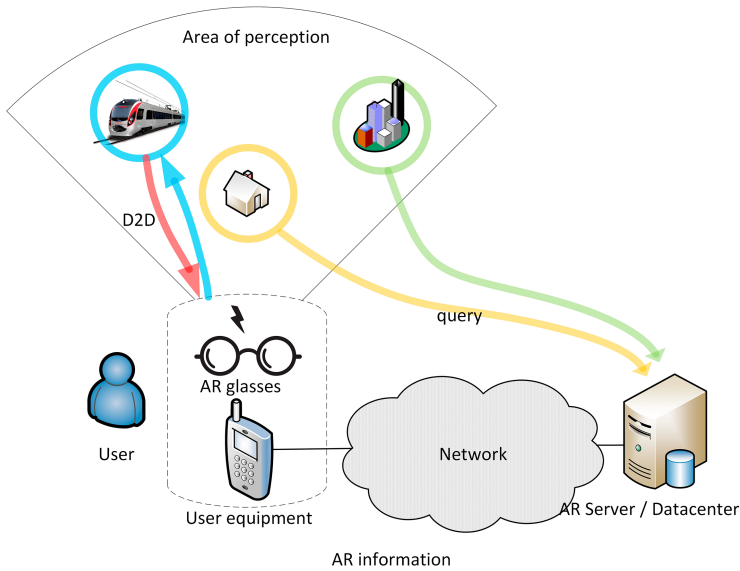 Area of perception
D2D
query
AR glasses
User
Network
User equipment
AR Server / Datacenter
AR information